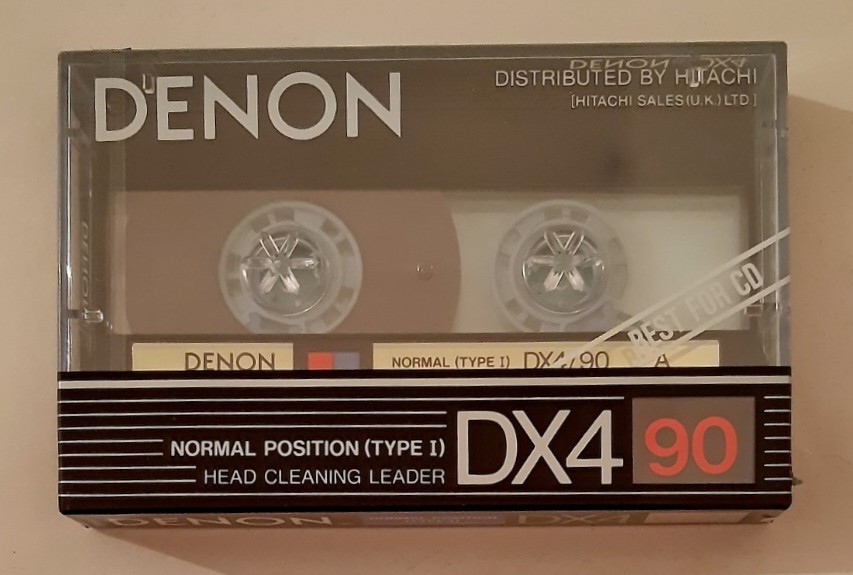 DENON
DISTRIBUTED BY HITACHI
[HITACHI SALES (U.K.) LTD]
DENON DX4
DENON
BEST FOR CD
DENON
NORMAL (TYPE I) DX4/90 A
NORMAL POSITION (TYPE I)
HEAD CLEANING LEADER
DX4 90
DENON
DX4